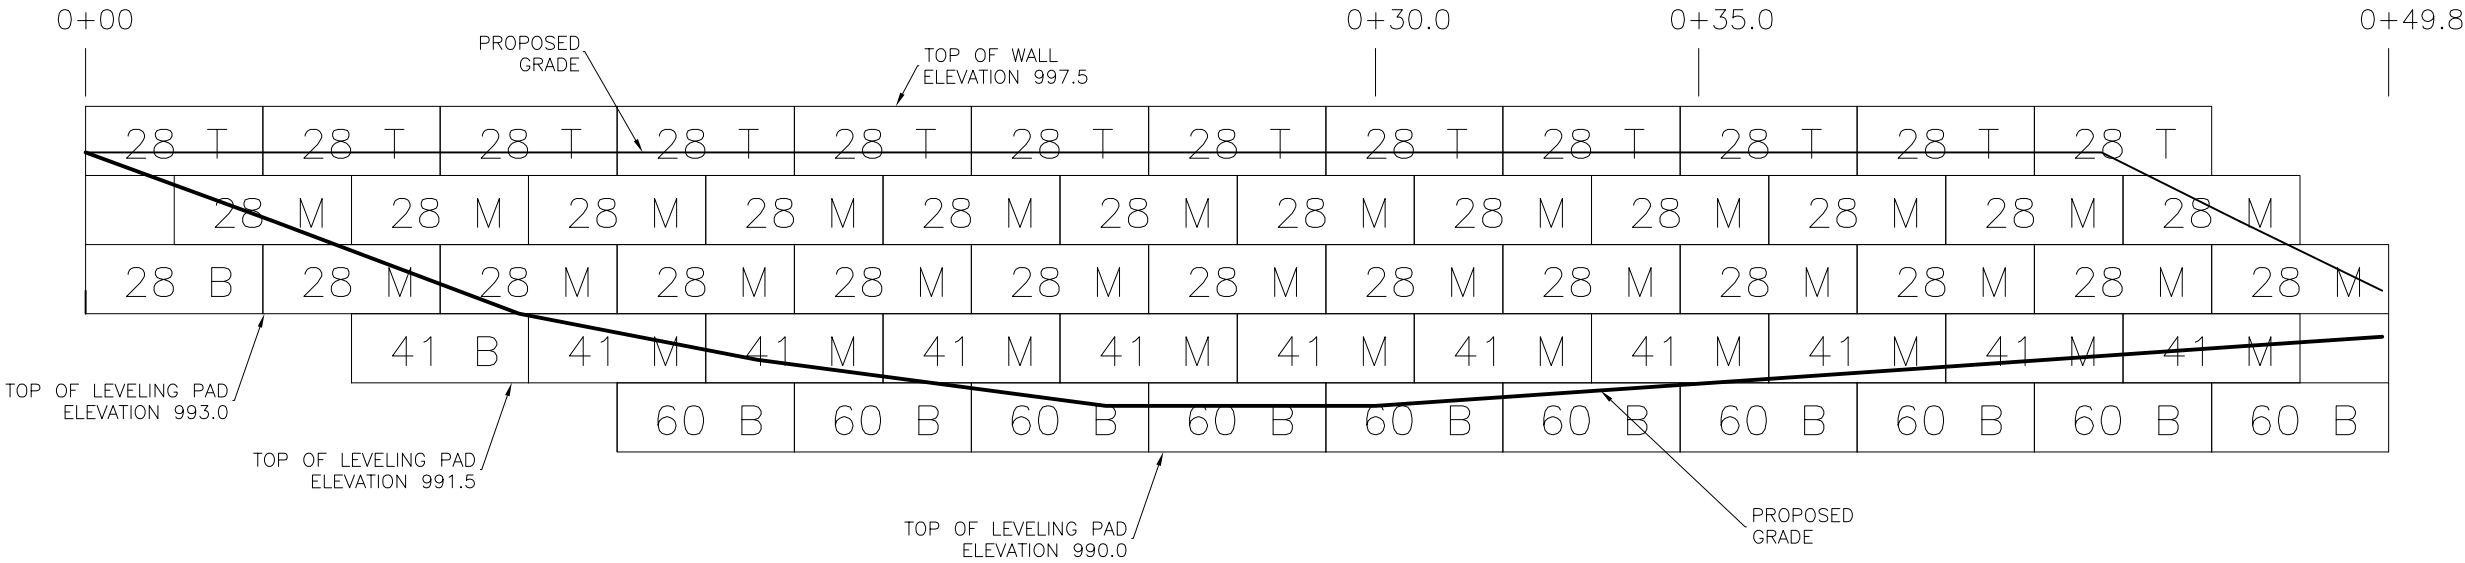 0+00
0+30.0
0+35.0
0+49.8
PROPOSED
GRADE
TOP OF WALL
ELEVATION 997.5
28 T 28 T 28 T 28 T 28 T 28 T 28 T 28 T 28 T 28 T 28 T 28 T
28 M 28 M 28 M 28 M 28 M 28 M 28 M 28 M 28 M 28 M 28 M 28 M
28 B 28 M 28 M 28 M 28 M 28 M 28 M 28 M 28 M 28 M 28 M 28 M 28 M
41 B 41 M 41 M 41 M 41 M 41 M 41 M 41 M 41 M 41 M 41 M
60 B 60 B 60 B 60 B 60 B 60 B 60 B 60 B 60 B 60 B
TOP OF LEVELING PAD
ELEVATION 993.0
TOP OF LEVELING PAD
ELEVATION 991.5
TOP OF LEVELING PAD
ELEVATION 990.0
PROPOSED
GRADE